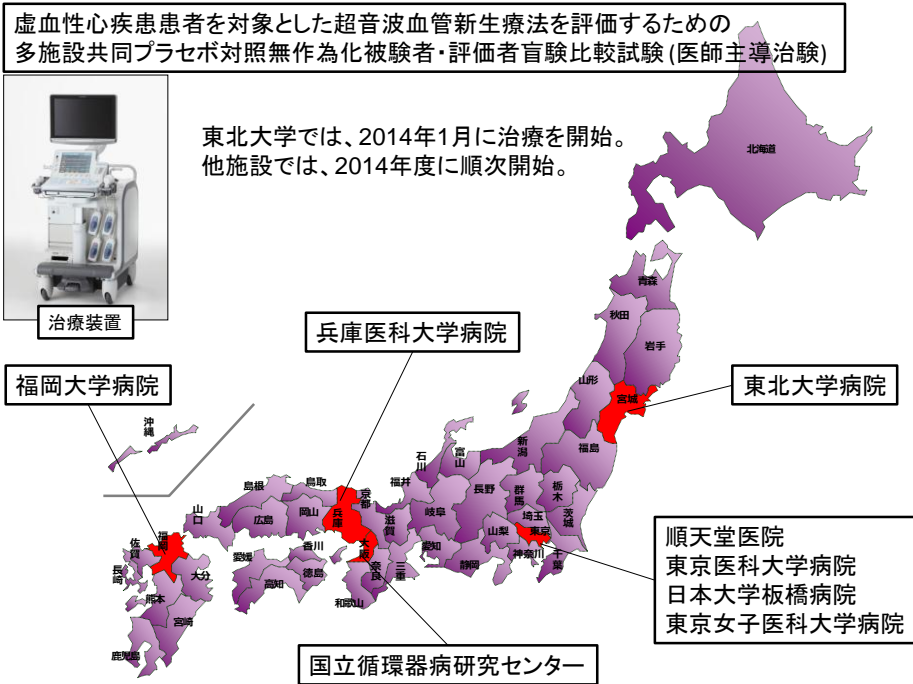 虚血性心疾患患者を対象とした超音波血管新生療法を評価するための
多施設共同プラセボ対照無作為化被験者・評価者盲験比較試験 (医師主導治験)
東北大学では、2014年1月に治療を開始。
他施設では、2014年度に順次開始。
治療装置
北海道
青森
秋田
岩手
山形
宮城
東北大学病院
兵庫医科大学病院
福岡大学病院
沖縄
福島
新潟
石川
富山
福井
長野
群馬
栃木
茨城
埼玉
東京
山梨
神奈川
千葉
岐阜
静岡
愛知
滋賀
三重
京都
奈良
大阪
和歌山
兵庫
鳥取
島根
岡山
広島
山口
香川
愛媛
徳島
高知
福岡
佐賀
長崎
大分
熊本
宮崎
鹿児島
順天堂医院
東京医科大学病院
日本大学板橋病院
東京女子医科大学病院
国立循環器病研究センター